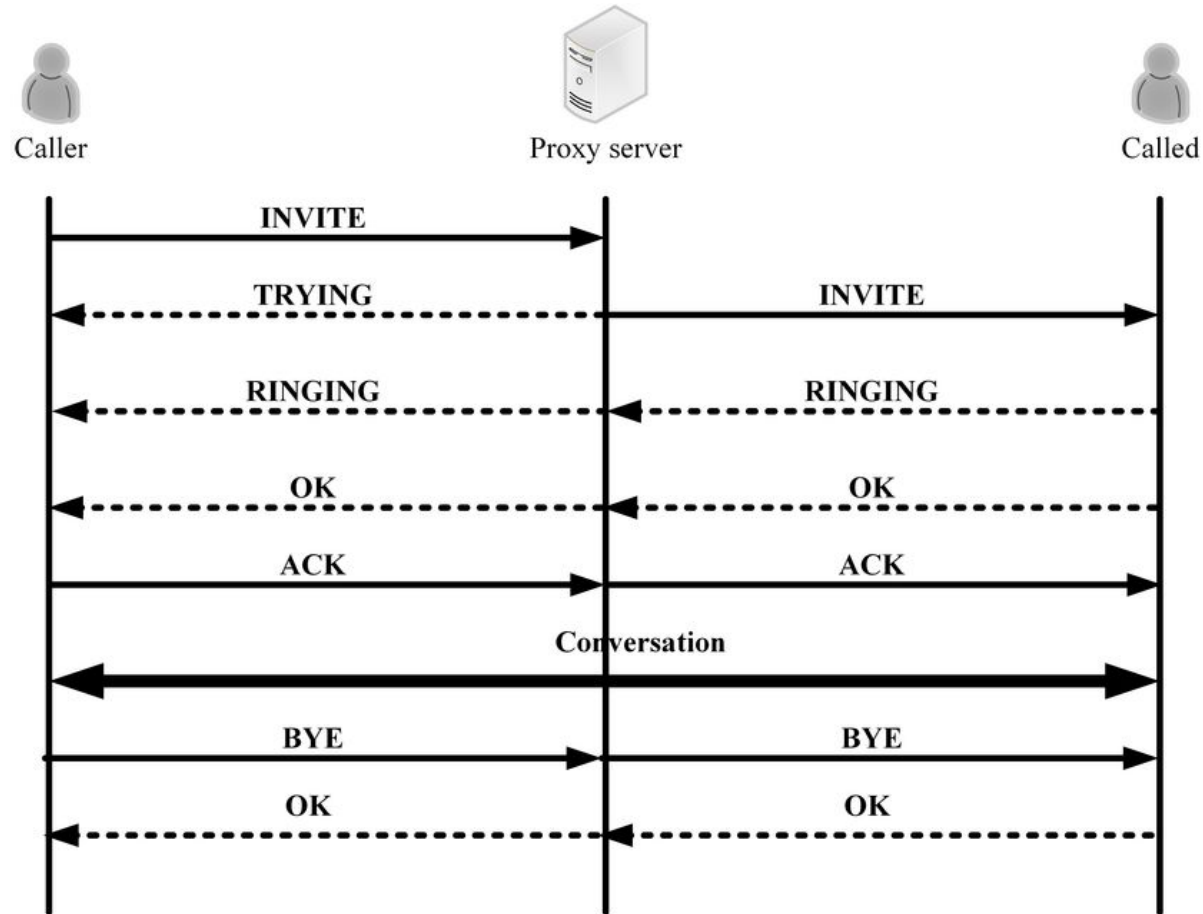 Caller
Proxy server
Called
INVITE
TRYING
INVITE
RINGING
RINGING
OK
OK
ACK
ACK
Conversation
BYE
BYE
OK
OK